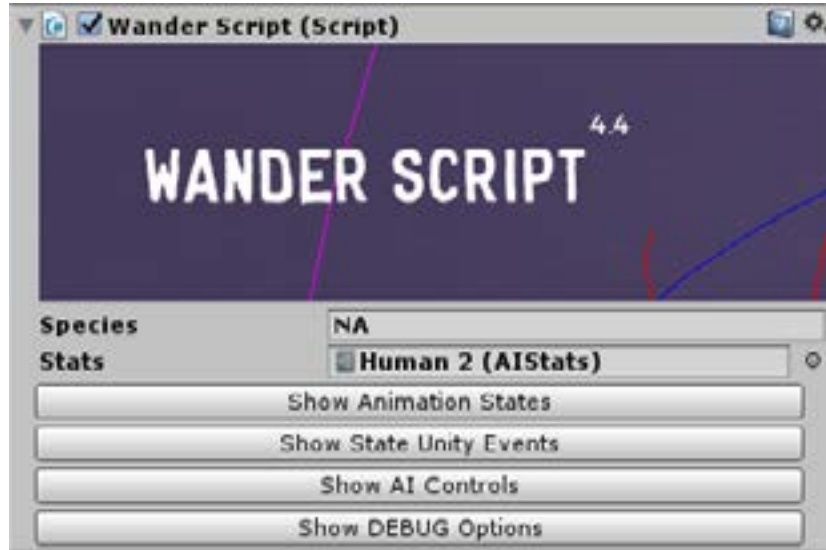 Wander Script (Script)
4.4
WANDER SCRIPT
Species NA
Stats Human 2 (AIStats)
Show Animation States
Show State Unity Events
Show AI Controls
Show DEBUG Options